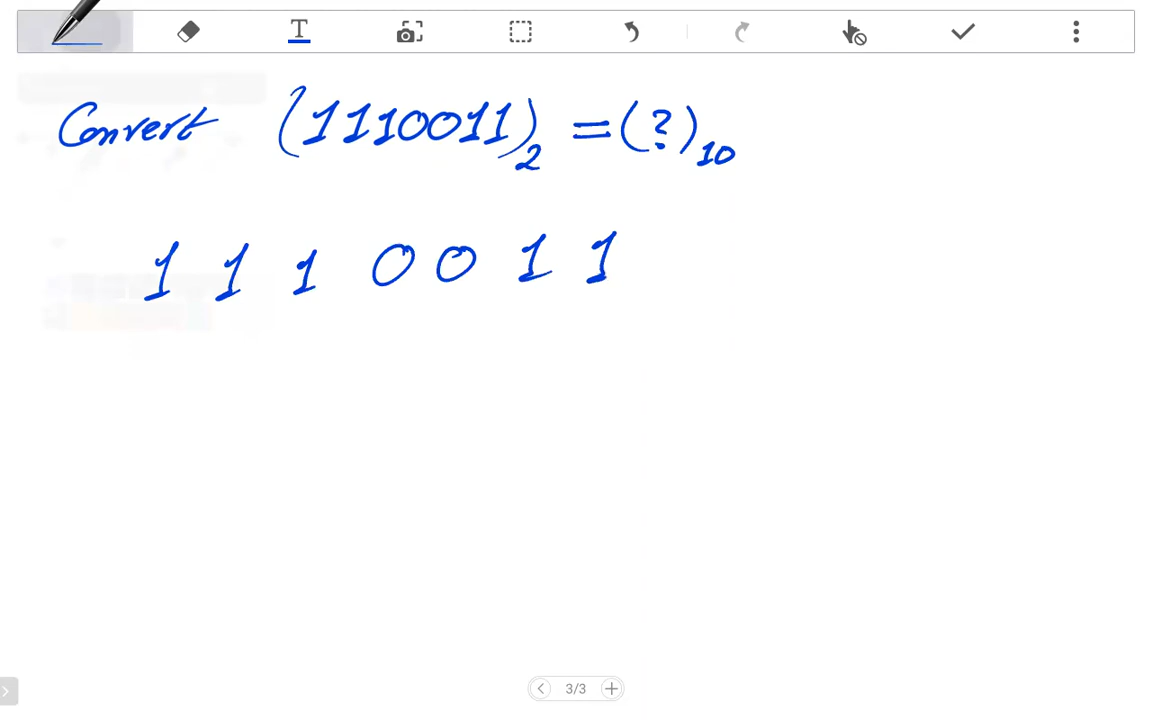 T
Convert (1110011)₂ = (?)₁₀
1 1 1 0 0 1 1
3/3